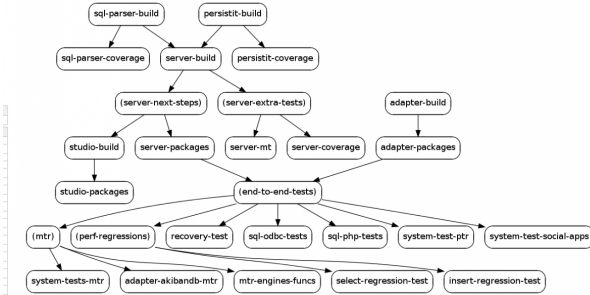 sql-parser-build persistit-build
sql-parser-coverage server-build persistit-coverage
(server-next-steps) (server-extra-tests) adapter-build
studio-build server-packages server-mt server-coverage adapter-packages
studio-packages (end-to-end-tests)
(mtr) (perf-regressions) recovery-test sql-odbc-tests sql-php-tests system-test-ptr system-test-social-apps
system-tests-mtr adapter-akibandb-mtr mtr-engines-funcs select-regression-test insert-regression-test